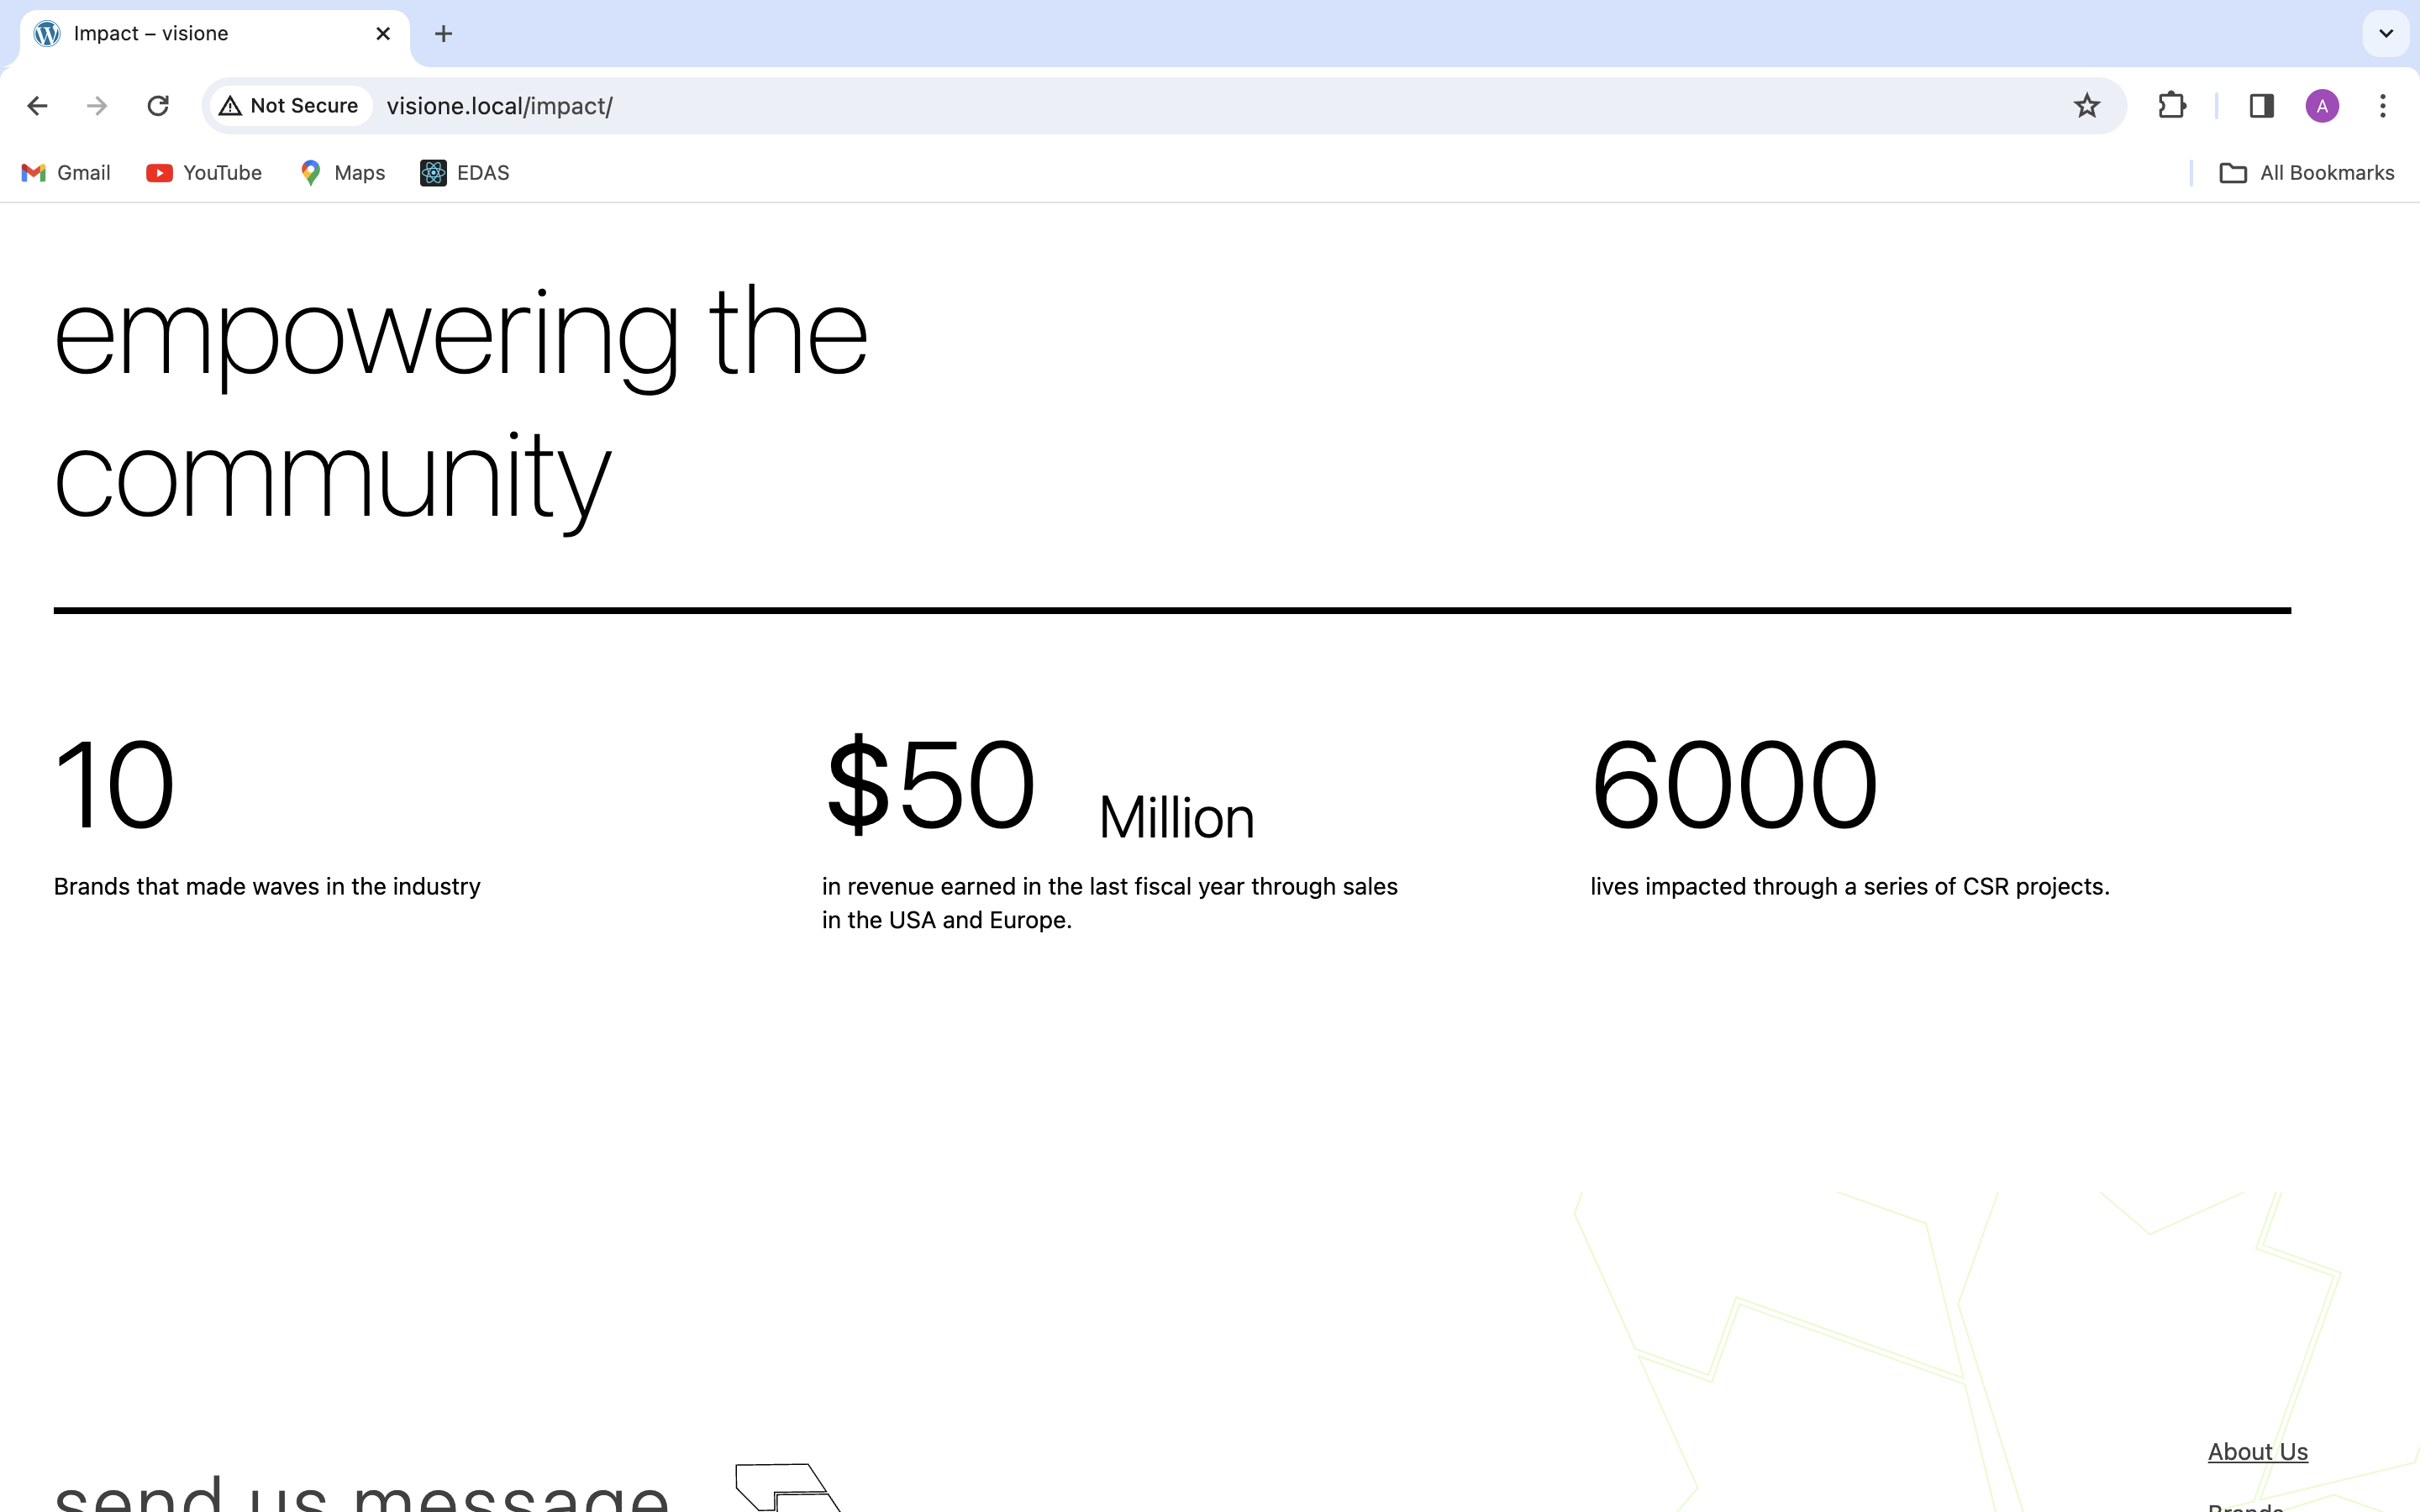 Impact – visione
Not Secure
visione.local/impact/
A
Gmail
YouTube
Maps
EDAS
All Bookmarks
empowering the
community
10
Brands that made waves in the industry
$50 Million
in revenue earned in the last fiscal year through sales
in the USA and Europe.
6000
lives impacted through a series of CSR projects.
send us message
About Us
Brands